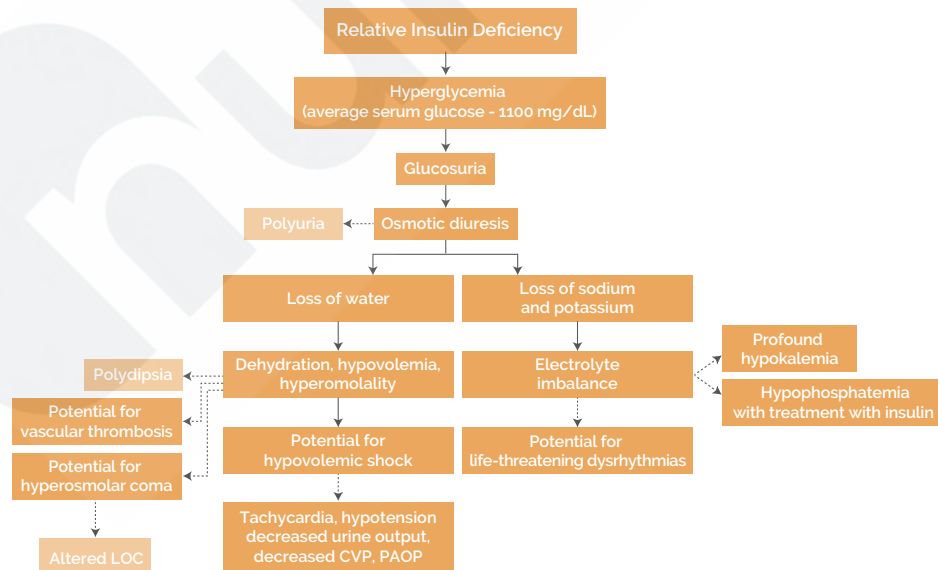 Relative Insulin Deficiency
Hyperglycemia
(average serum glucose - 1100 mg/dL)
Glucosuria
Polyuria
Osmotic diuresis
Loss of water
Loss of sodium
and potassium
Profound
hypokalemia
Polydipsia
Dehydration, hypovolemia,
hyperomolality
Electrolyte
imbalance
Hypophosphatemia
with treatment with insulin
Potential for
vascular thrombosis
Potential for
hypovolemic shock
Potential for
life-threatening dysrhythmias
Potential for
hyperosmolar coma
Tachycardia, hypotension
decreased urine output,
decreased CVP, PAOP
Altered LOC